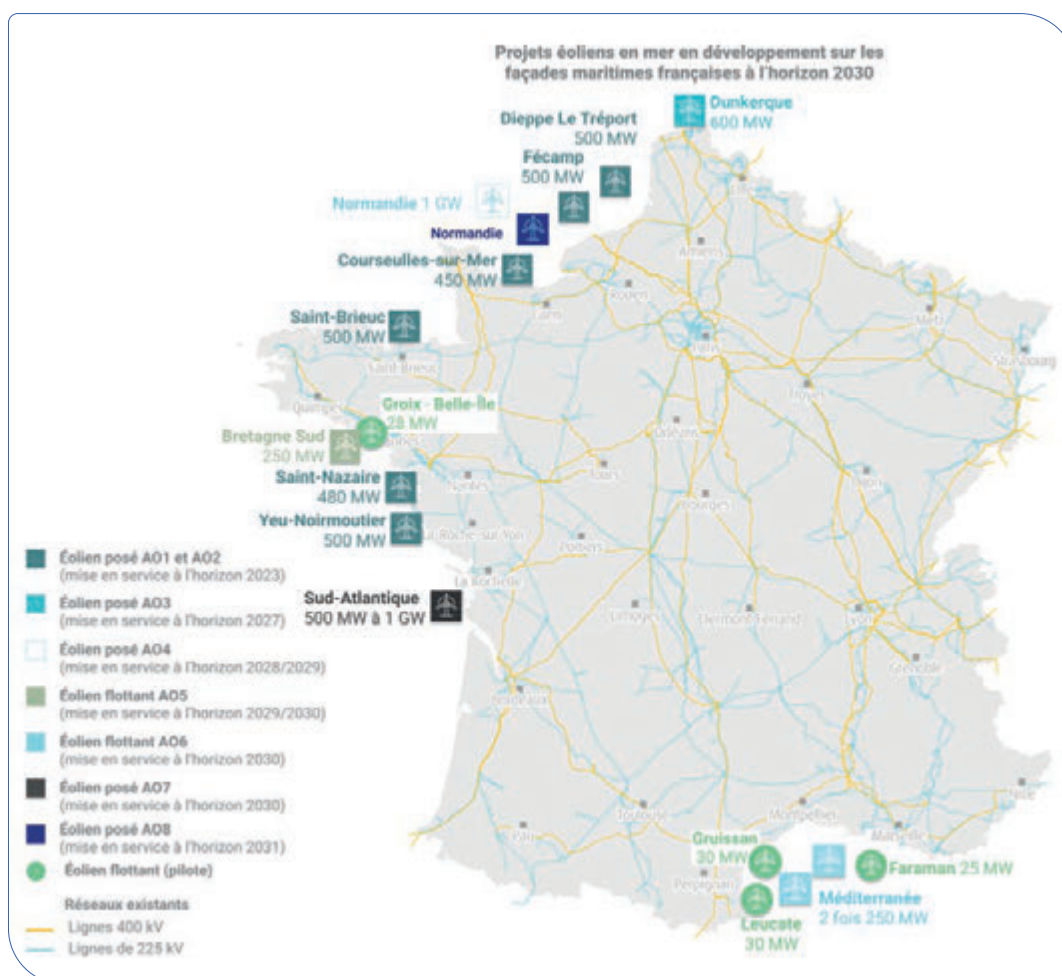 Projets éoliens en mer en développement sur les
façades maritimes françaises à l'horizon 2030
Dunkerque
600 MW
Dieppe Le Tréport
500 MW
Fécamp
500 MW
Normandie 1 GW
Normandie
Courseulles-sur-Mer
450 MW
Saint-Brieuc
500 MW
Groix - Belle-Île
28 MW
Bretagne Sud
250 MW
Saint-Nazaire
480 MW
Yeu-Noirmoutier
500 MW
Sud-Atlantique
500 MW à 1 GW
Lille
Amiens
Rouen
Caen
Metz
Paris
Strasbourg
Saint-Brieuc
Troyes
Quimper
Orléans
Tours
Dijon
Nantes
Bourges
La Roche-sur-Yon
Poitiers
La Rochelle
Limoges
Clermont-Ferrand
Lyon
Grenoble
Bordeaux
Nice
Toulouse
Montpellier
Marseille
Pau
Perpignan
Gruissan
30 MW
Faraman 25 MW
Méditerranée
2 fois 250 MW
Leucate
30 MW
Éolien posé AO1 et AO2
(mise en service à l'horizon 2023)
Éolien posé AO3
(mise en service à l'horizon 2027)
Éolien posé AO4
(mise en service à l'horizon 2028/2029)
Éolien flottant AO5
(mise en service à l'horizon 2029/2030)
Éolien flottant AO6
(mise en service à l'horizon 2030)
Éolien posé AO7
(mise en service à l'horizon 2030)
Éolien posé AO8
(mise en service à l'horizon 2031)
Éolien flottant (pilote)
Réseaux existants
Lignes 400 kV
Lignes de 225 kV